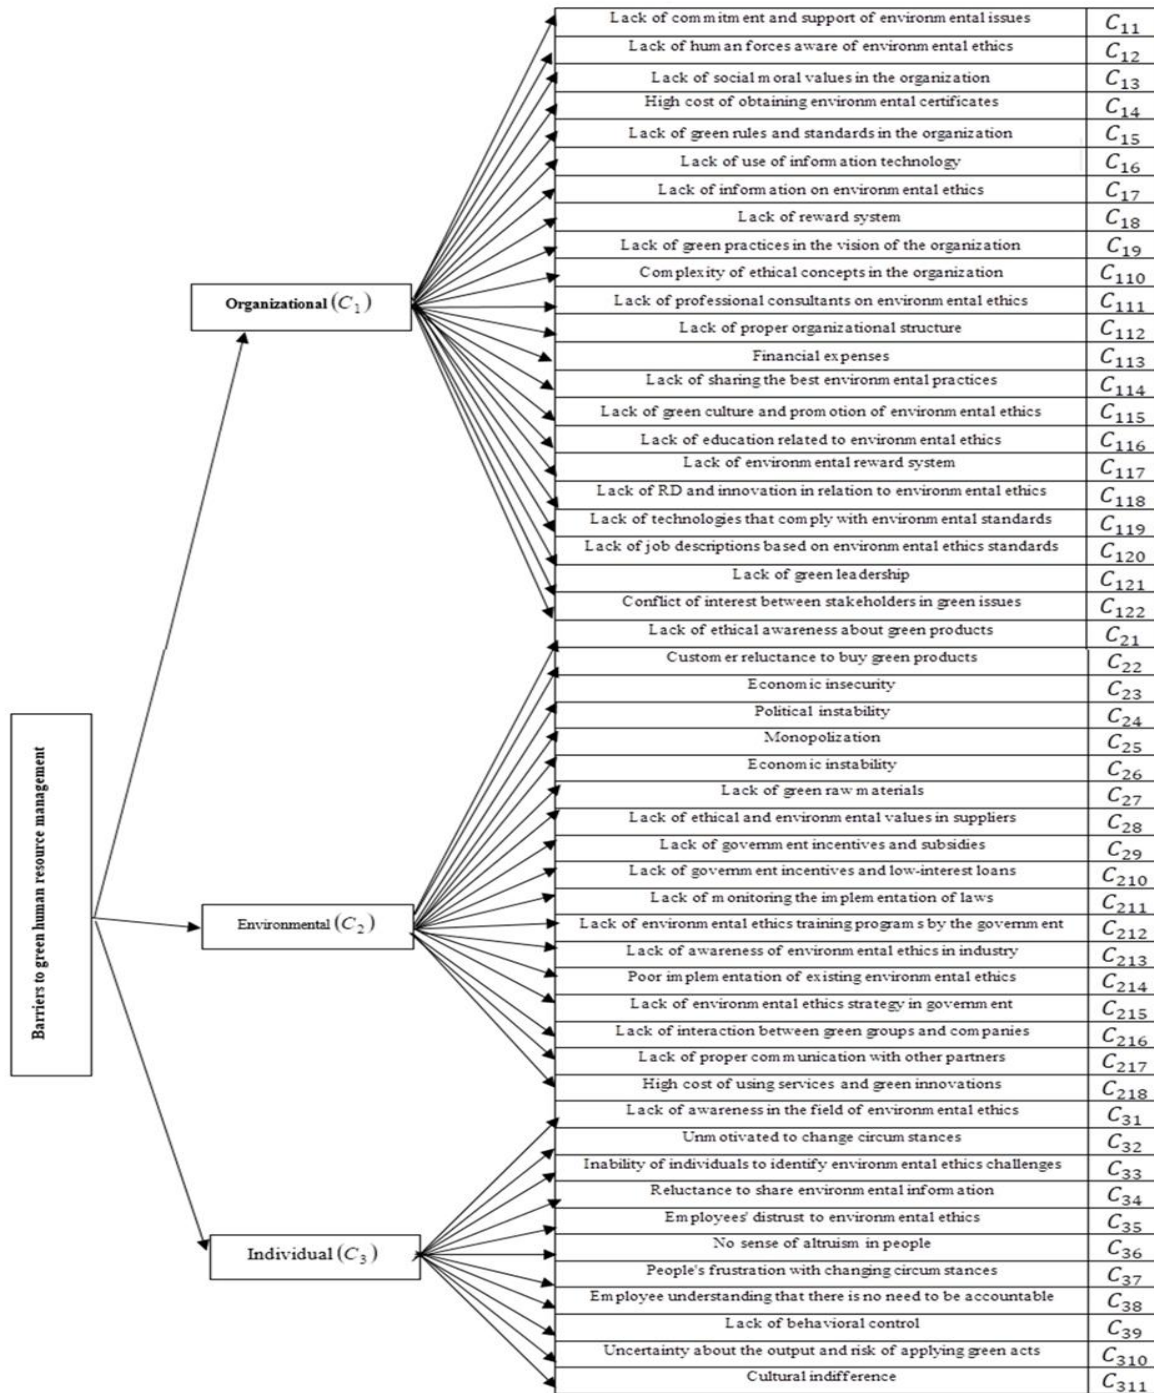 Lack of commitment and support of environmental issues C11
Lack of human forces aware of environmental ethics C12
Lack of social moral values in the organization C13
High cost of obtaining environmental certificates C14
Lack of green rules and standards in the organization C15
Lack of use of information technology C16
Lack of information on environmental ethics C17
Lack of reward system C18
Lack of green practices in the vision of the organization C19
Complexity of ethical concepts in the organization C110
Organizational (C1)
Lack of professional consultants on environmental ethics C111
Lack of proper organizational structure C112
Financial expenses C113
Lack of sharing the best environmental practices C114
Lack of green culture and promotion of environmental ethics C115
Lack of education related to environmental ethics C116
Lack of environmental reward system C117
Lack of RD and innovation in relation to environmental ethics C118
Lack of technologies that comply with environmental standards C119
Lack of job descriptions based on environmental ethics standards C120
Lack of green leadership C121
Conflict of interest between stakeholders in green issues C122
Lack of ethical awareness about green products C21
Customer reluctance to buy green products C22
Economic insecurity C23
Political instability C24
Monopolization C25
Economic instability C26
Lack of green raw materials C27
Lack of ethical and environmental values in suppliers C28
Lack of government incentives and subsidies C29
Lack of government incentives and low-interest loans C210
Barriers to green human resource management
Lack of monitoring the implementation of laws C211
Environmental (C2)
Lack of environmental ethics training programs by the government C212
Lack of awareness of environmental ethics in industry C213
Poor implementation of existing environmental ethics C214
Lack of environmental ethics strategy in government C215
Lack of interaction between green groups and companies C216
Lack of proper communication with other partners C217
High cost of using services and green innovations C218
Lack of awareness in the field of environmental ethics C31
Unmotivated to change circumstances C32
Inability of individuals to identify environmental ethics challenges C33
Reluctance to share environmental information C34
Employees' distrust to environmental ethics C35
Individual (C3)
No sense of altruism in people C36
People's frustration with changing circumstances C37
Employee understanding that there is no need to be accountable C38
Lack of behavioral control C39
Uncertainty about the output and risk of applying green acts C310
Cultural indifference C311